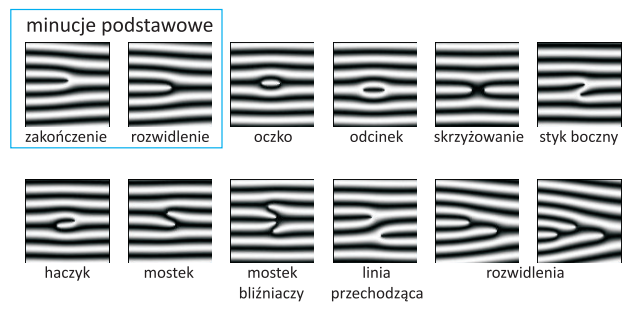 minucje podstawowe
zakończenie rozwidlenie oczko odcinek skrzyżowanie styk boczny
haczyk mostek mostek linia rozwidlenia
bliźniaczy przechodząca